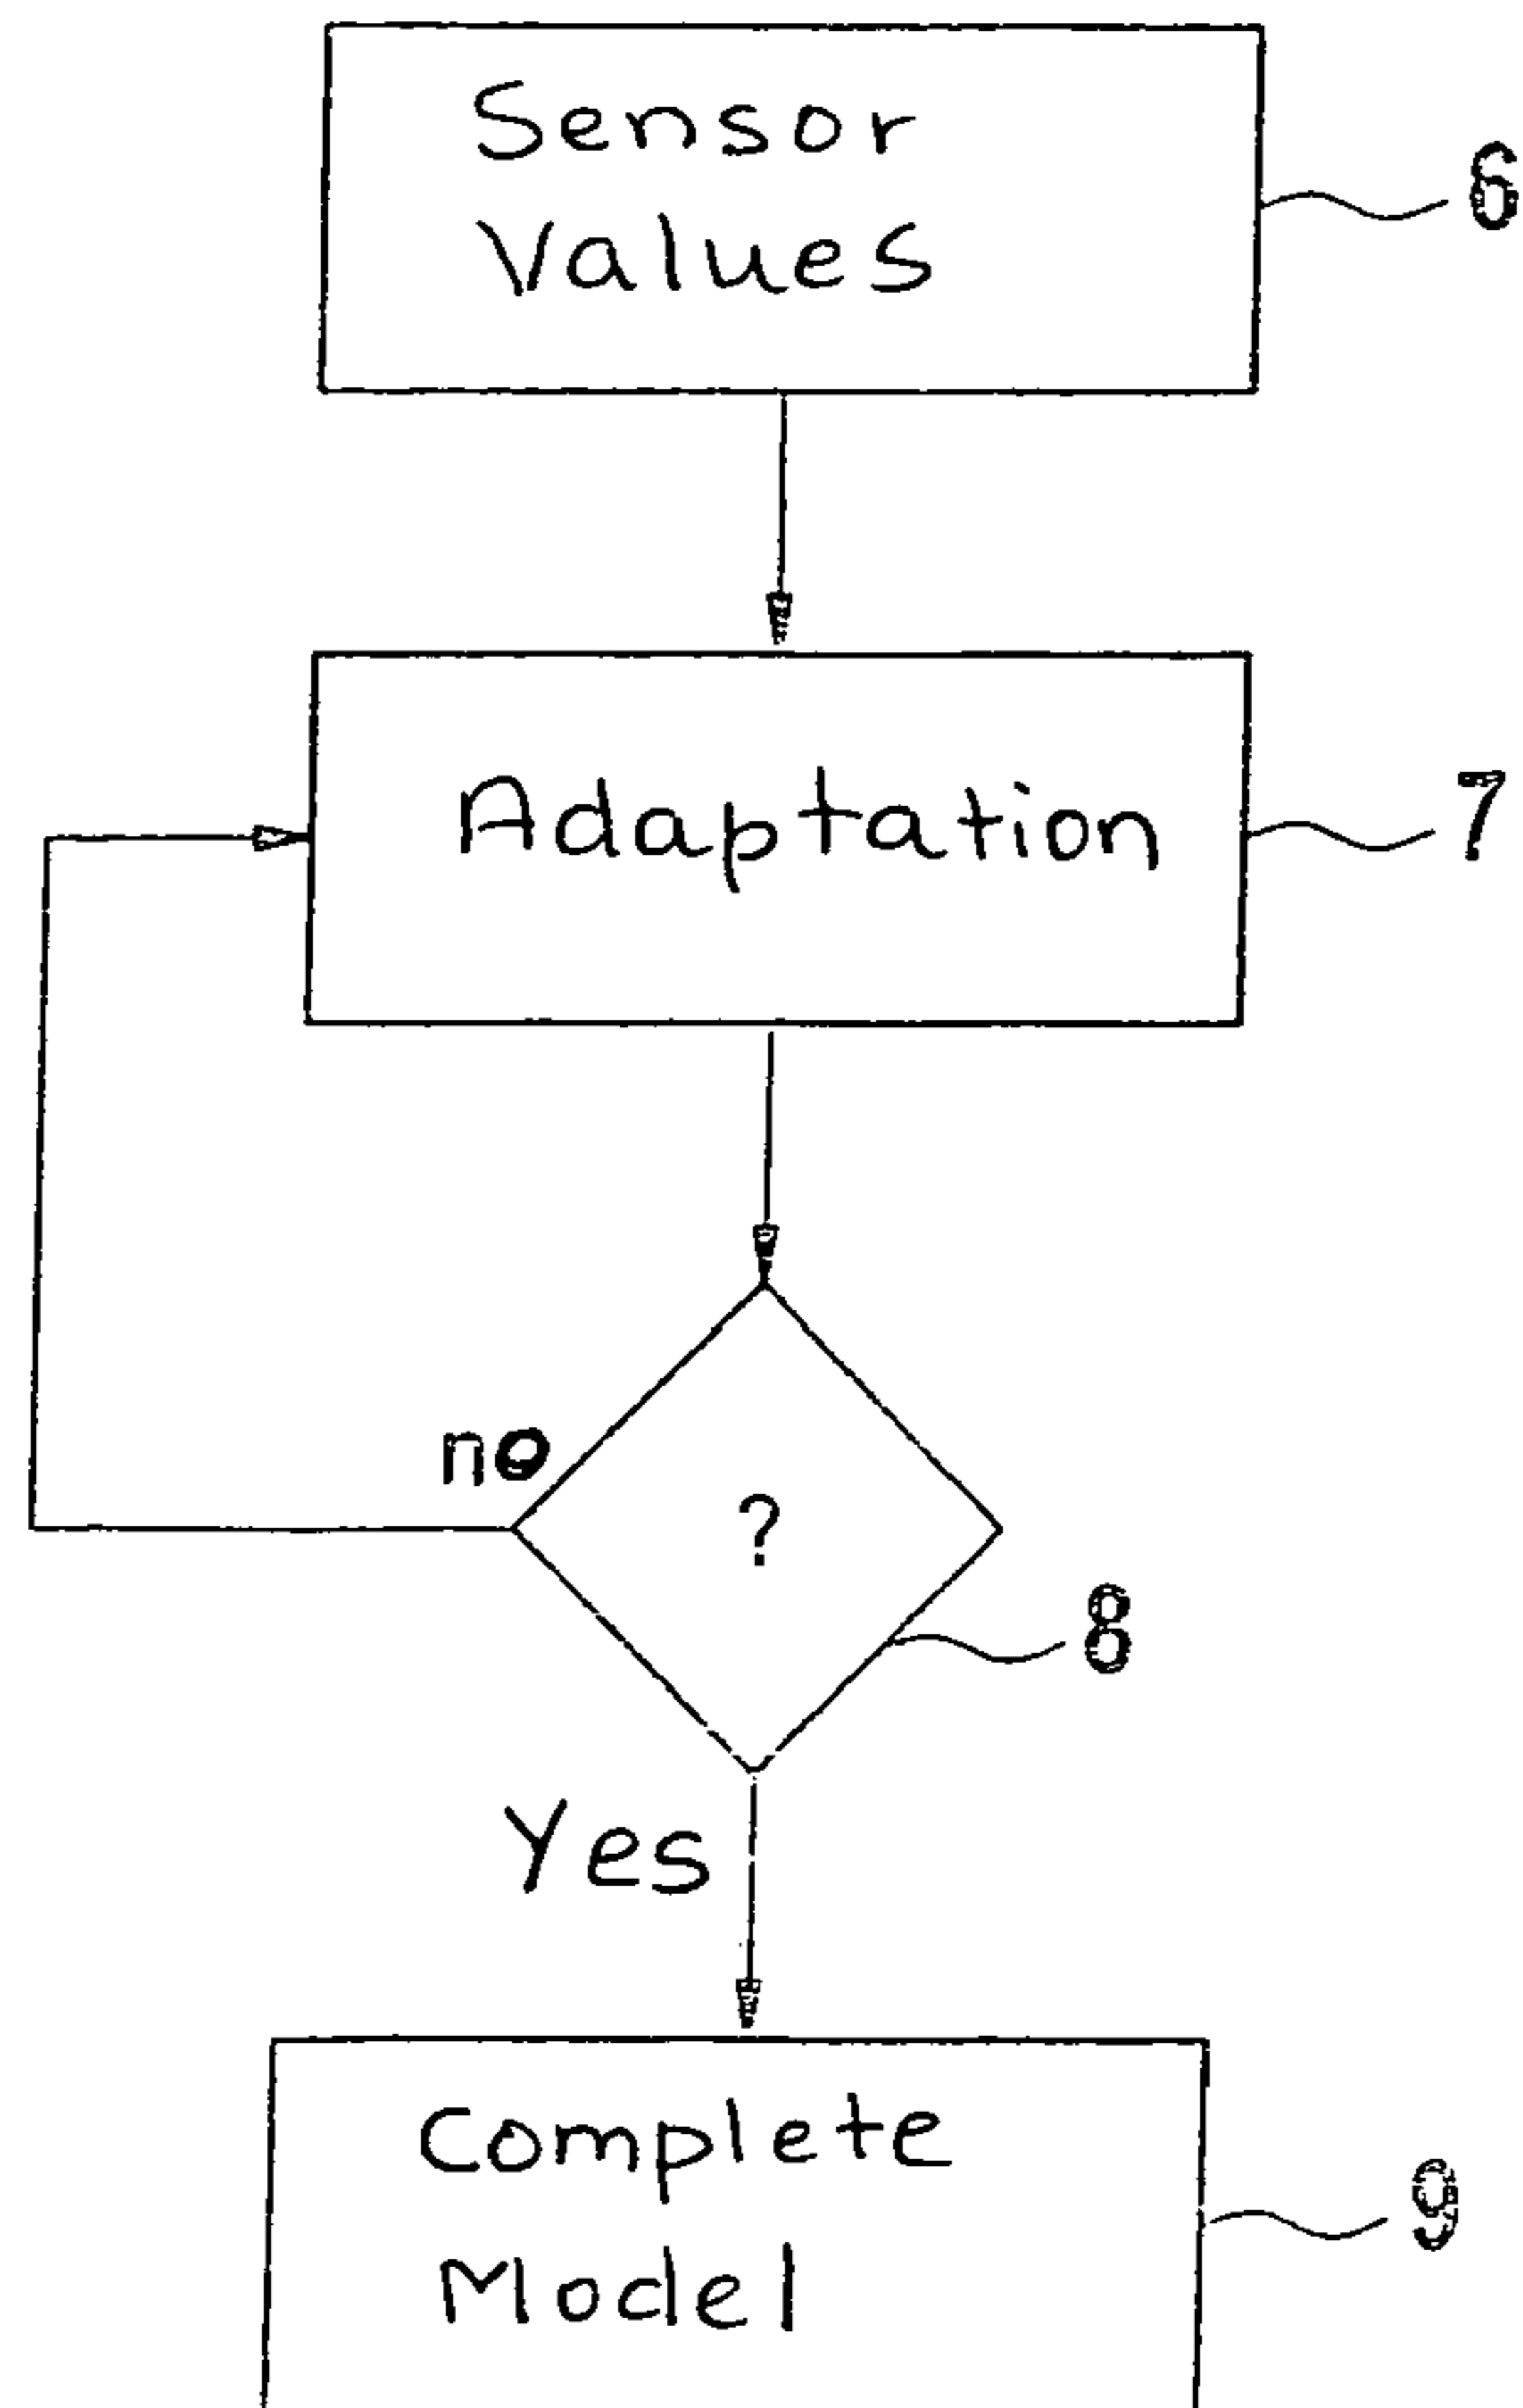 Sensor
Values
6
Adaptation
7
no
?
8
Yes
Complete
Model
9